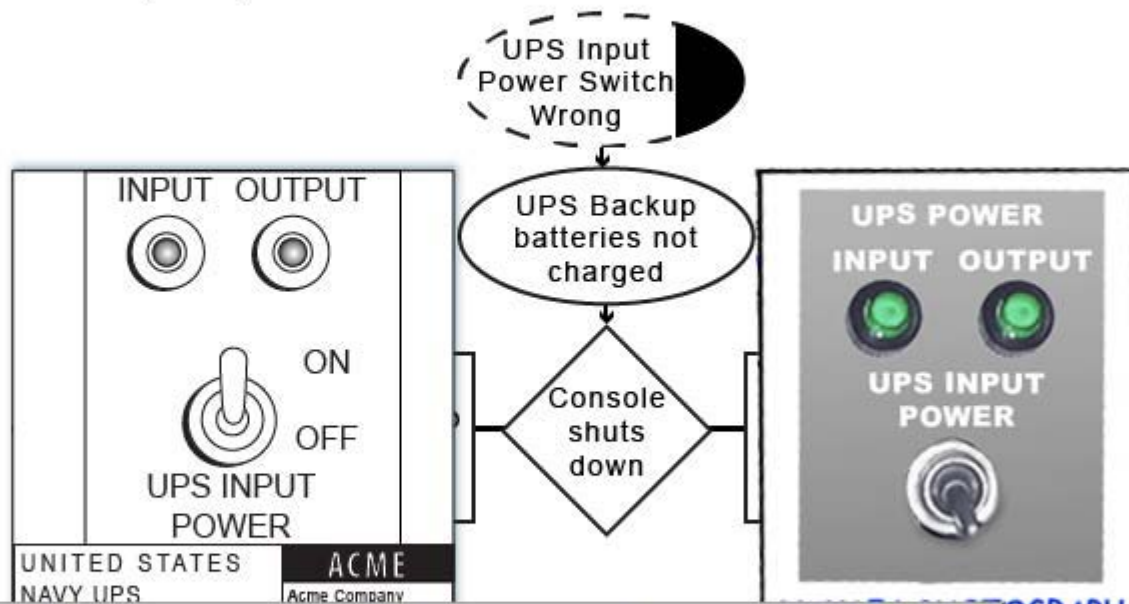 UPS Input
Power Switch
Wrong
INPUT OUTPUT
ON
OFF
UPS INPUT
POWER
UNITED STATES
NAVY UPS
ACME
Acme Company
UPS Backup
batteries not
charged
Console
shuts
down
UPS POWER
INPUT OUTPUT
UPS INPUT
POWER